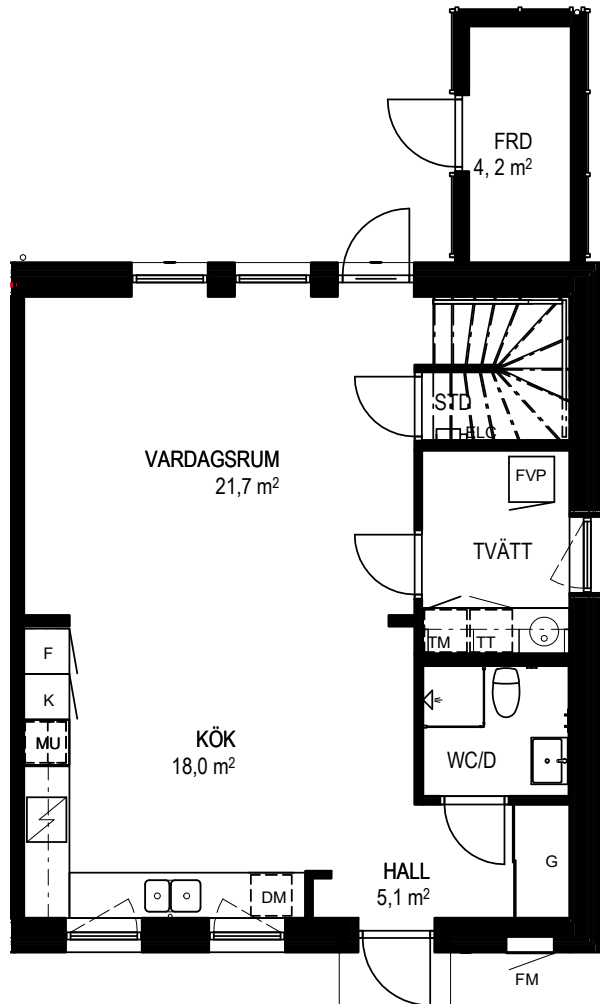 FRD
4, 2 m²
STD
ELC
VARDAGSRUM
21,7 m²
FVP
TVÄTT
TM
TT
F
K
MU
KÖK
18,0 m²
WC/D
HALL
5,1 m²
G
DM
FM